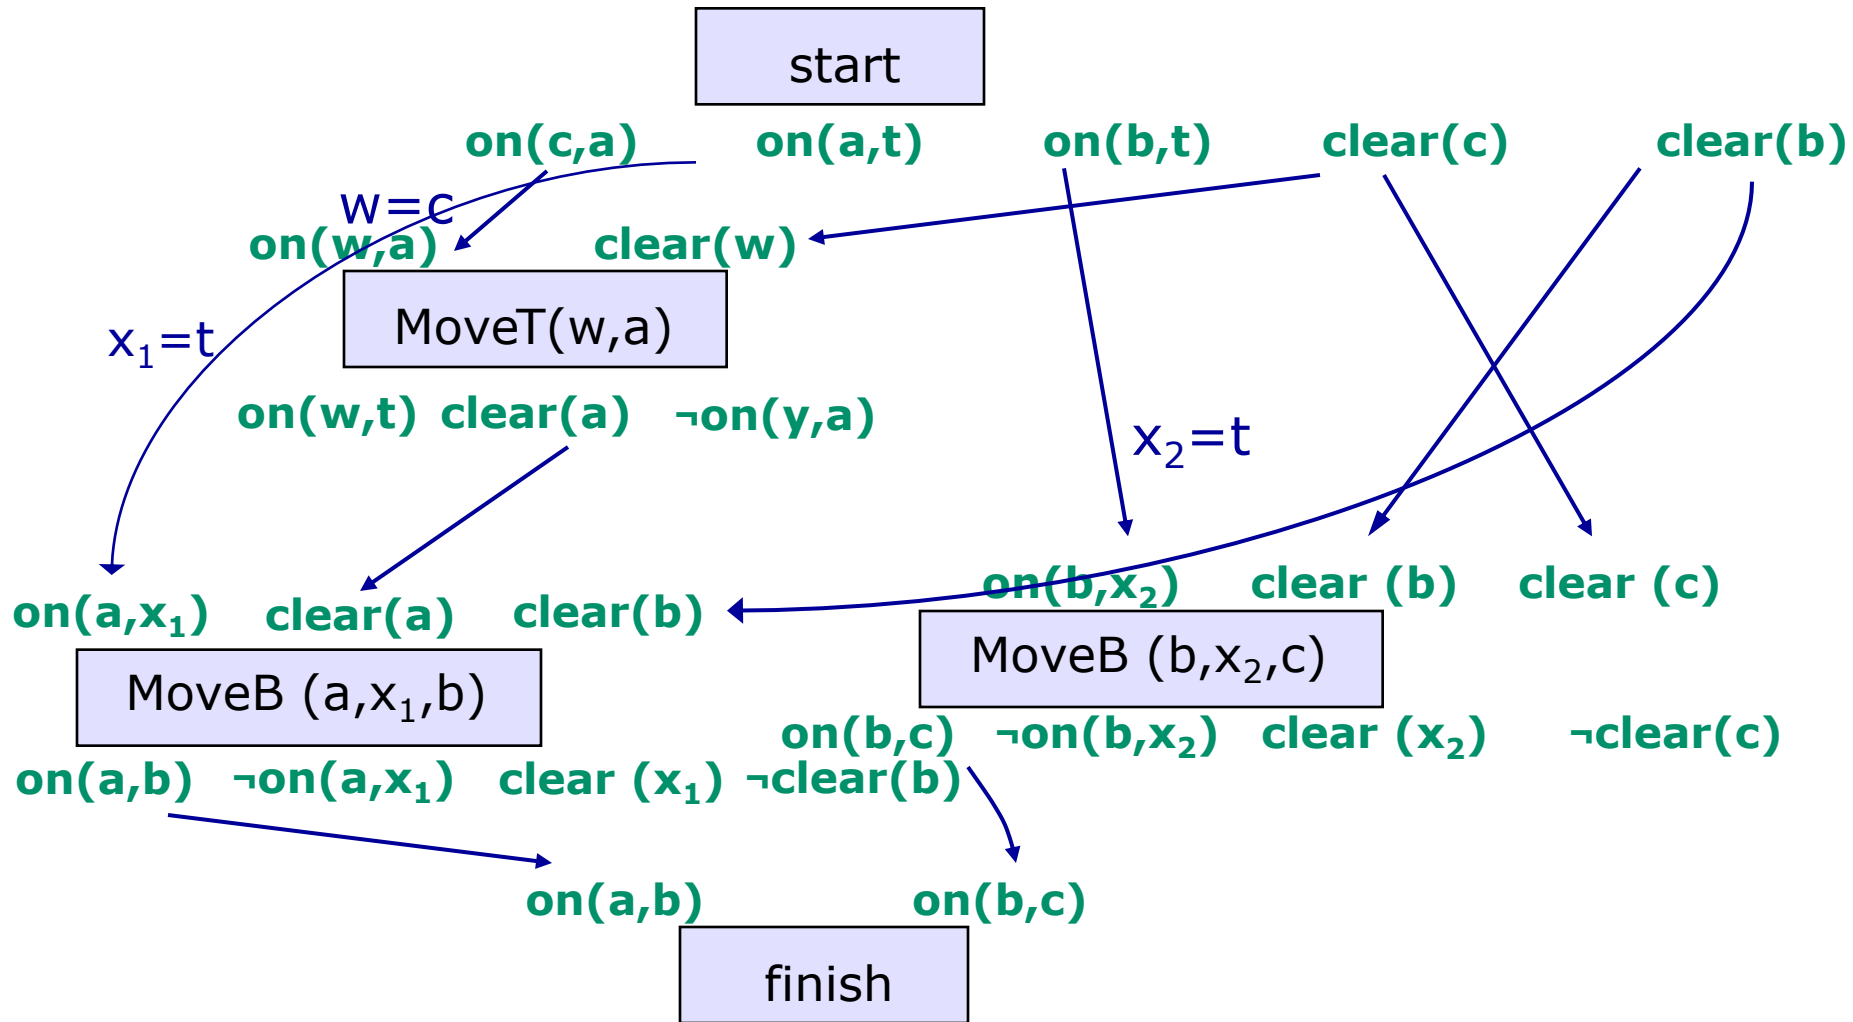 start
on(c,a) on(a,t) on(b,t) clear(c) clear(b)
w=c
on(w,a) clear(w)
MoveT(w,a)
x₁=t
on(w,t) clear(a) ¬on(y,a)
x₂=t
on(b,x₂) clear (b) clear (c)
on(a,x₁) clear(a) clear(b)
MoveB (b,x₂,c)
MoveB (a,x₁,b)
on(b,c) ¬on(b,x₂) clear (x₂) ¬clear(c)
on(a,b) ¬on(a,x₁) clear (x₁) ¬clear(b)
on(a,b) on(b,c)
finish